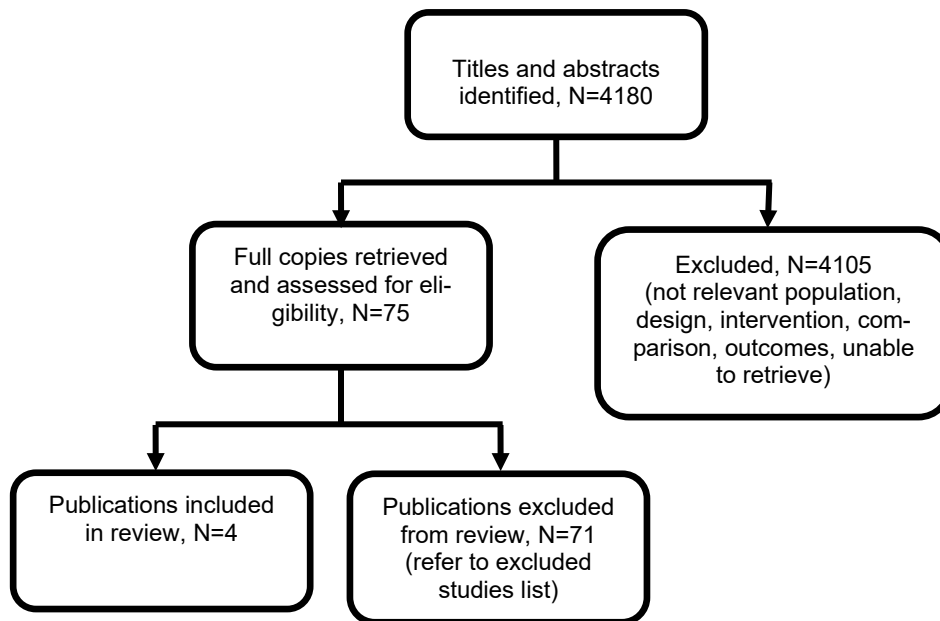 Titles and abstracts
identified, N=4180
Full copies retrieved
and assessed for eli-
gibility, N=75
Excluded, N=4105
(not relevant population,
design, intervention, com-
parison, outcomes, unable
to retrieve)
Publications included
in review, N=4
Publications excluded
from review, N=71
(refer to excluded
studies list)